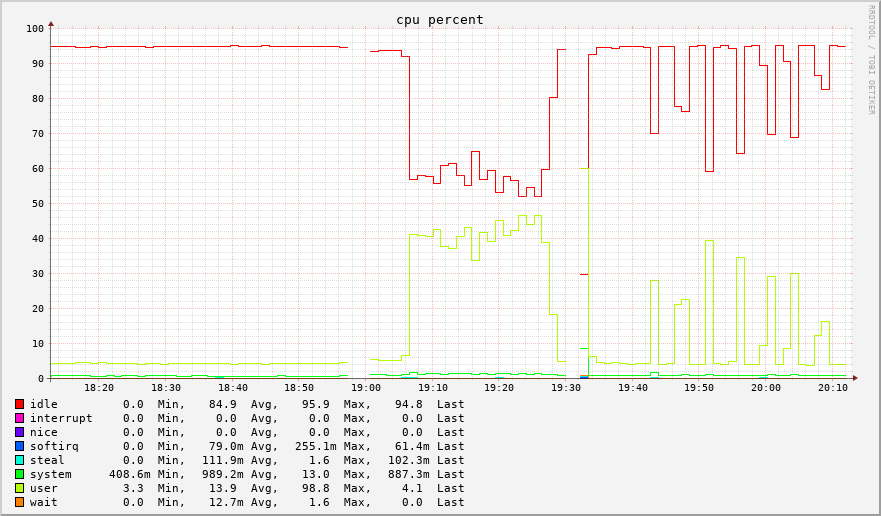 cpu percent
RRDTOOL / TOBI OETIKER
100
90
80
70
60
50
40
30
20
10
0
18:20 18:30 18:40 18:50 19:00 19:10 19:20 19:30 19:40 19:50 20:00 20:10
idle 0.0 Min, 84.9 Avg, 95.9 Max, 94.8 Last
interrupt 0.0 Min, 0.0 Avg, 0.0 Max, 0.0 Last
nice 0.0 Min, 0.0 Avg, 0.0 Max, 0.0 Last
softirq 0.0 Min, 79.0m Avg, 255.1m Max, 61.4m Last
steal 0.0 Min, 111.9m Avg, 1.6 Max, 102.3m Last
system 408.6m Min, 989.2m Avg, 13.0 Max, 887.3m Last
user 3.3 Min, 13.9 Avg, 98.8 Max, 4.1 Last
wait 0.0 Min, 12.7m Avg, 1.6 Max, 0.0 Last